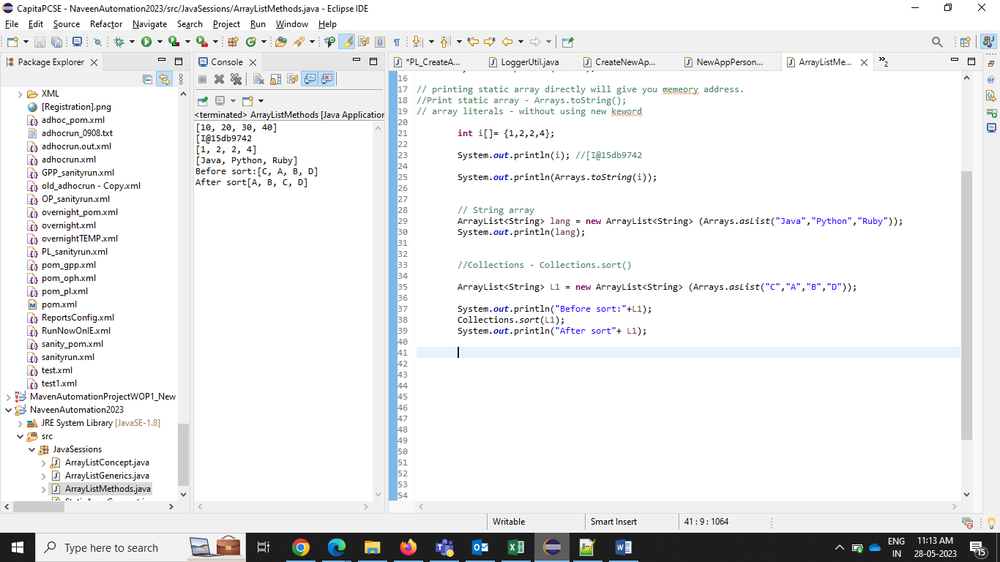 CapitaPCSE - NaveenAutomation2023/src/JavaSessions/ArrayListMethods.java - Eclipse IDE
File Edit Source Refactor Navigate Search Project Run Window Help
Package Explorer
XML
[Registration].png
adhoc_pom.xml
adhocrun_0908.txt
adhocrun.out.xml
adhocrun.xml
GPP_sanityrun.xml
old_adhocrun - Copy.xml
OP_sanityrun.xml
overnight_pom.xml
overnight.xml
overnightTEMP.xml
PL_sanityrun.xml
pom_gpp.xml
pom_oph.xml
pom_pl.xml
pom.xml
ReportsConfig.xml
RunNowOnIE.xml
sanity_pom.xml
sanityrun.xml
test.xml
test1.xml
MavenAutomationProjectWOP1_New
NaveenAutomation2023
JRE System Library [JavaSE-1.8]
src
JavaSessions
ArrayListConcept.java
ArrayListGenerics.java
ArrayListMethods.java
Console
<terminated> ArrayListMethods [Java Application
[10, 20, 30, 40]
[I@15db9742
[1, 2, 2, 4]
[Java, Python, Ruby]
Before sort:[C, A, B, D]
After sort[A, B, C, D]
*PL_CreateA... LoggerUtil.java CreateNewAp... NewAppPerson... ArrayListMe... »2
16
17 // printing static array directly will give you memeory address.
18 //Print static array - Arrays.toString();
19 // array literals - without using new keword
20
21 int i[]= {1,2,2,4};
22
23 System.out.println(i); //[I@15db9742
24
25 System.out.println(Arrays.toString(i));
26
27
28 // String array
29 ArrayList<String> lang = new ArrayList<String> (Arrays.asList("Java","Python","Ruby"));
30 System.out.println(lang);
31
32
33 //Collections - Collections.sort()
34
35 ArrayList<String> L1 = new ArrayList<String> (Arrays.asList("C","A","B","D"));
36
37 System.out.println("Before sort:"+L1);
38 Collections.sort(L1);
39 System.out.println("After sort"+ L1);
40
41
42
43
44
45
46
47
48
49
50
51
52
53
54
Writable Smart Insert 41 : 9 : 1064
Type here to search
ENG
IN
11:13 AM
28-05-2023
15